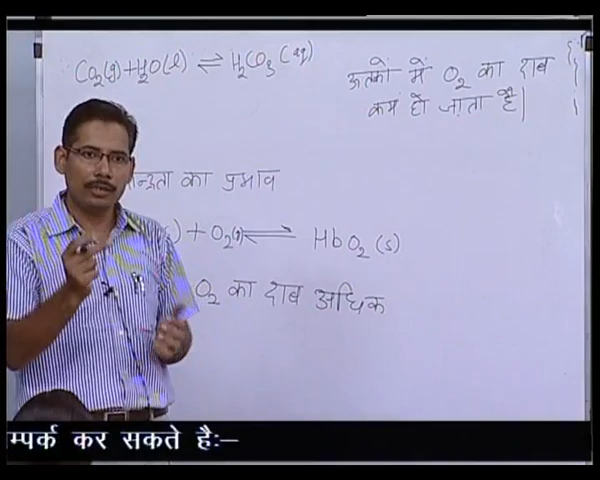 CO₂(g)+H₂O(l) ⇌ H₂CO₃(aq)
ऊतकों में O₂ का दाब
कम हो जाता है|
का प्रभाव
) + O₂(g) ⇌ HbO₂(s)
O₂ का दाब अधिक
म्पर्क कर सकते है:–